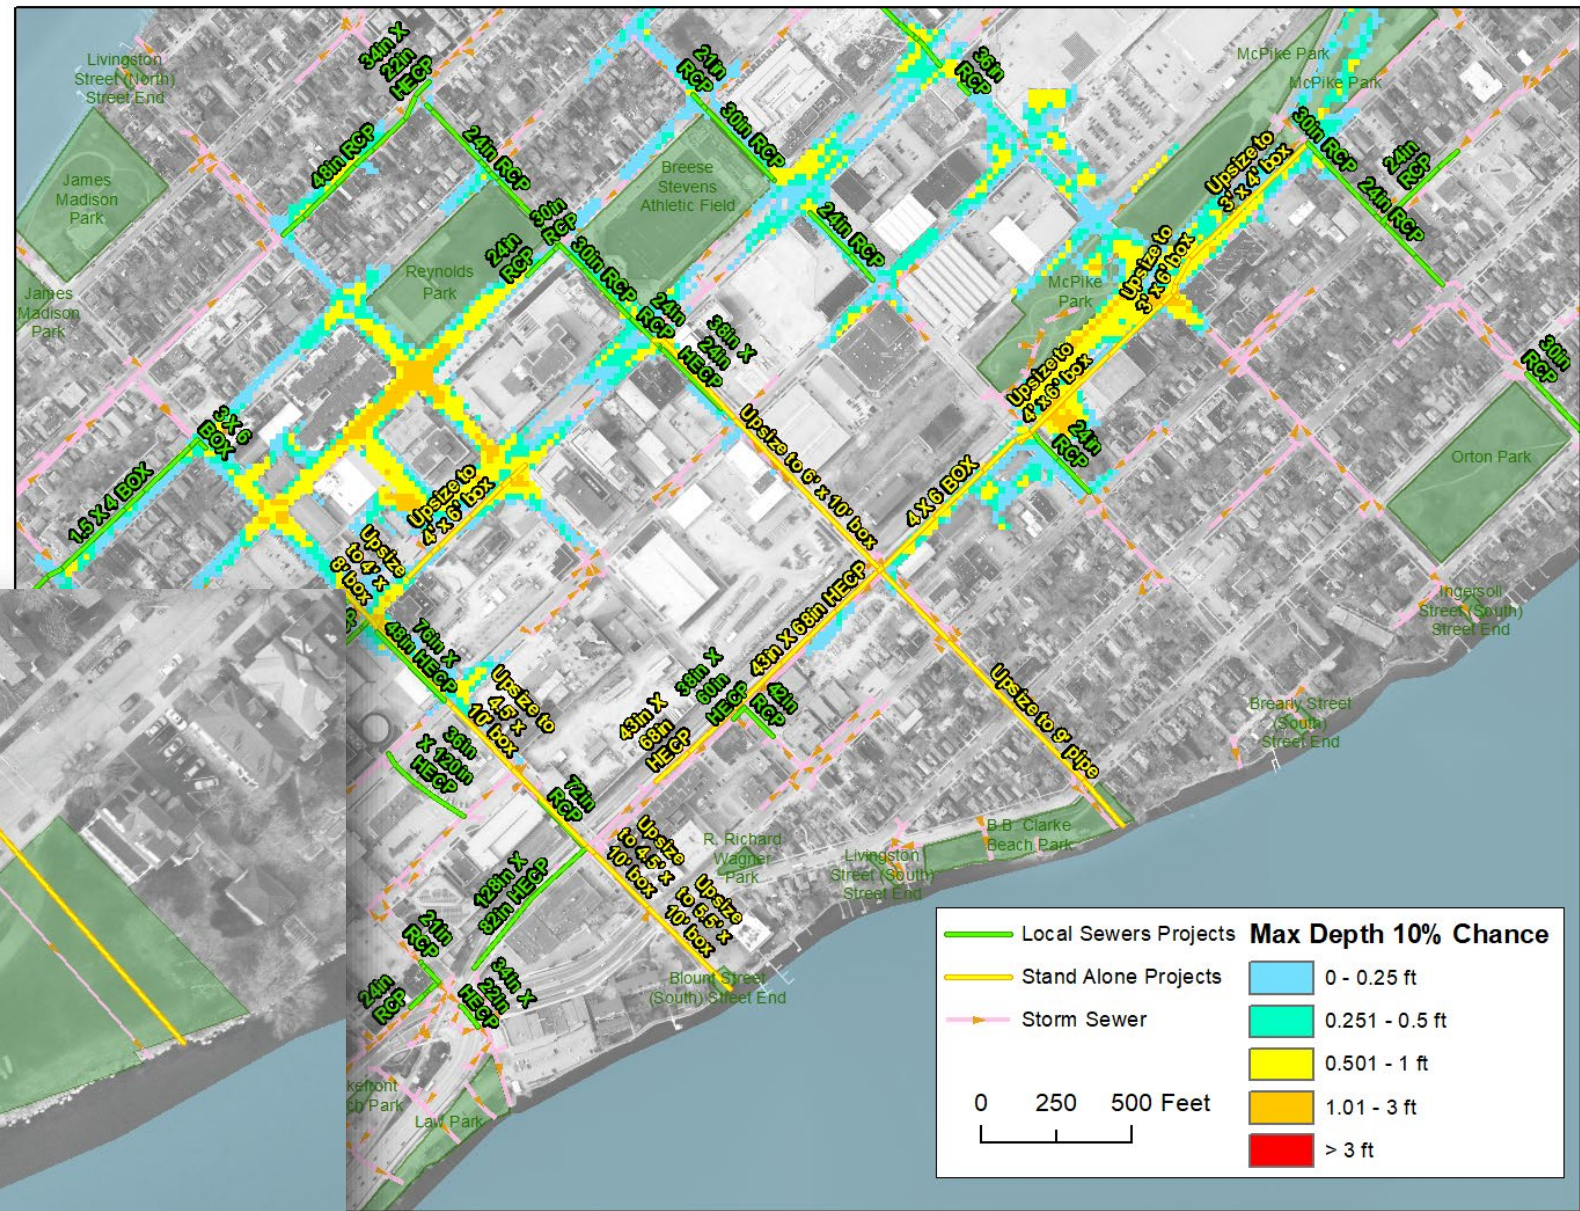 Livingston
Street (North)
Street End
34in X
22in
HECP
21in
RCP
36in
RCP
McPike Park
McPike Park
48in RCP
24in RCP
30in RCP
Breese
Stevens
Athletic Field
30in RCP
24in
RCP
24in RCP
Upsize to
3' x 4' box
James
Madison
Park
James
Madison
Park
Reynolds
Park
24in
RCP
30in
RCP
30in RCP
24in
RCP
24in RCP
38in X
24in
HECP
McPike
Park
Upsize to
3' x 6' box
Upsize to
4' x 6' box
30in
RCP
Orton Park
3 X 6
BOX
1.5 X 4 BOX
Upsize to
4' x 6' box
Upsize to 6' x 10' box
4 X 6 BOX
24in
RCP
Upsize
to 4' x
8' box
76in X
48in HECP
43in X 68in HECP
Ingersoll
Street (South)
Street End
Upsize to
4.5' x
10' box
38in X
60in
HECP
42in
RCP
43in X
68in
HECP
Upsize to 9' pipe
Brearly Street
(South)
Street End
36in
X 120in
HECP
72in
RCP
Upsize
to 4.5' x
10' box
R. Richard
Wagner
Park
Livingston
Street (South)
Street End
B.B. Clarke
Beach Park
128in X
82in HECP
Upsize
to 5.5' x
10' box
21in
RCP
24in
RCP
34in X
22in
HECP
Blount Street
(South) Street End
Law Park
Local Sewers Projects
Stand Alone Projects
Storm Sewer
0 250 500 Feet
Max Depth 10% Chance
0 - 0.25 ft
0.251 - 0.5 ft
0.501 - 1 ft
1.01 - 3 ft
> 3 ft